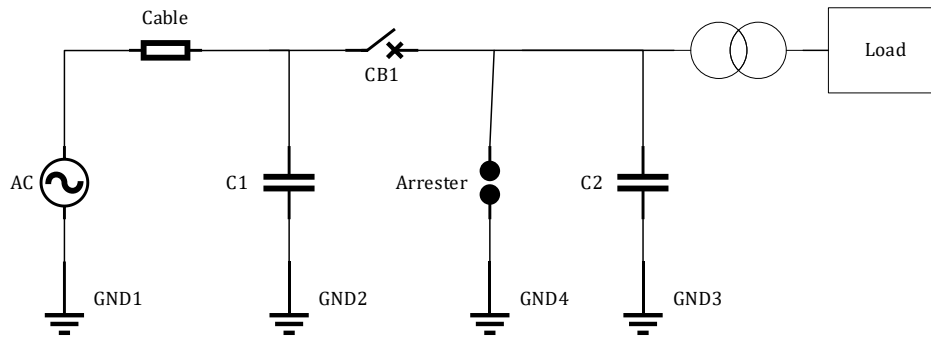 Cable
Load
CB1
AC
C1
Arrester
C2
GND1
GND2
GND4
GND3